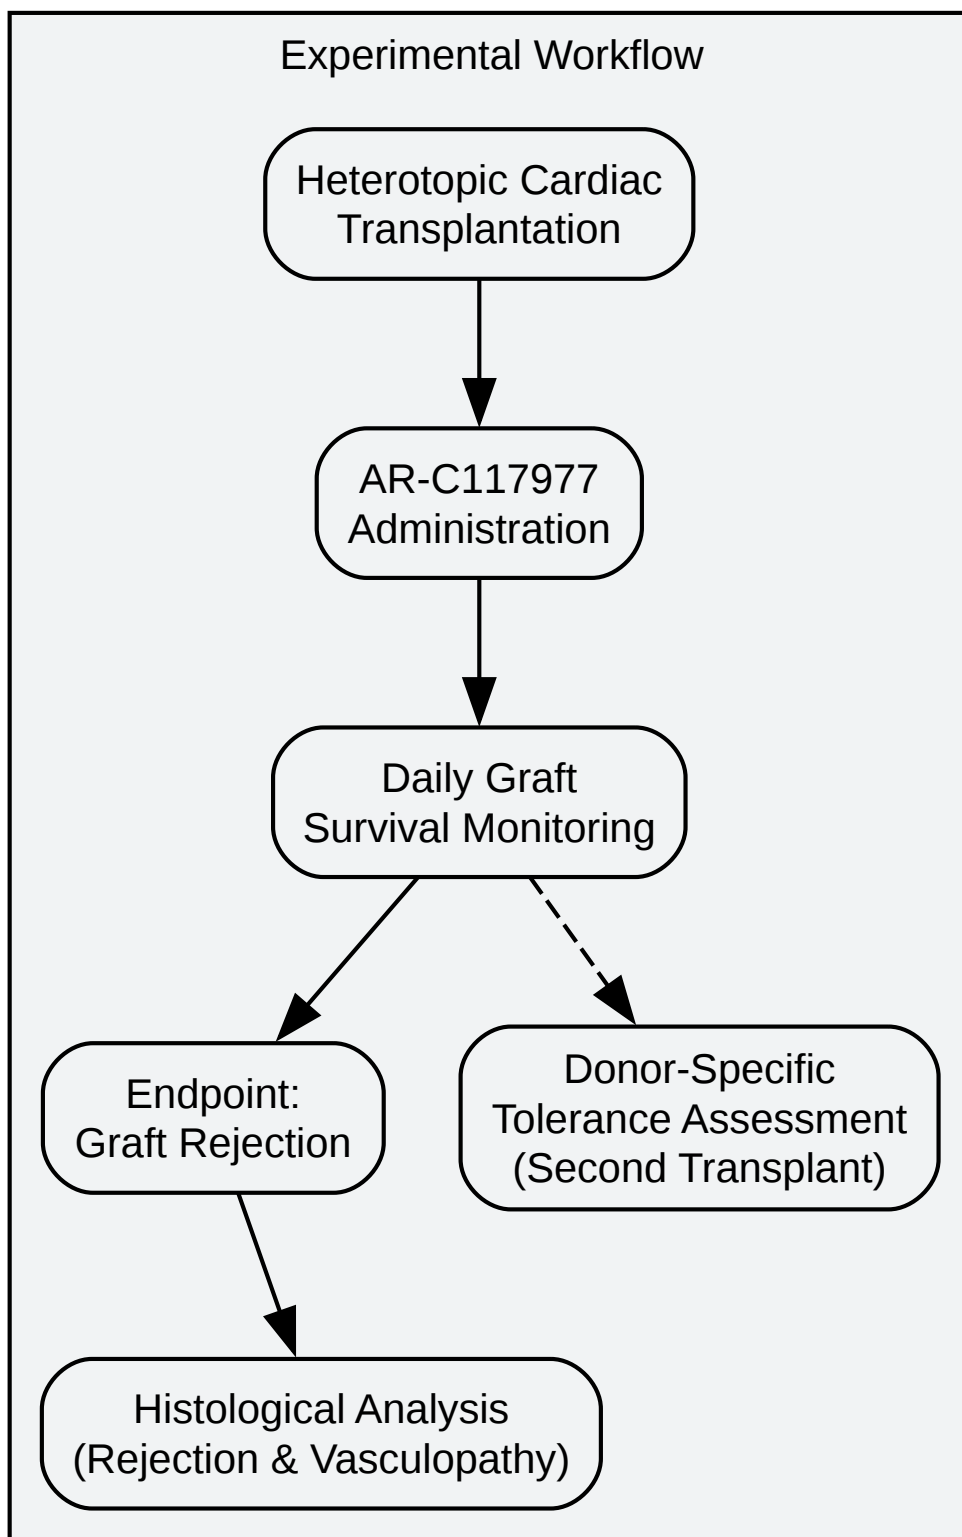 Experimental Workflow
Heterotopic Cardiac
Transplantation
AR-C117977
Administration
Daily Graft
Survival Monitoring
Endpoint:
Graft Rejection
Donor-Specific
Tolerance Assessment
(Second Transplant)
Histological Analysis
(Rejection & Vasculopathy)